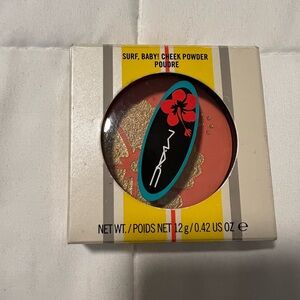 SURF, BABY! CHEEK POWDER
POUDRE
MAC
NET WT. / POIDS NET 12 g / 0.42 US OZ e